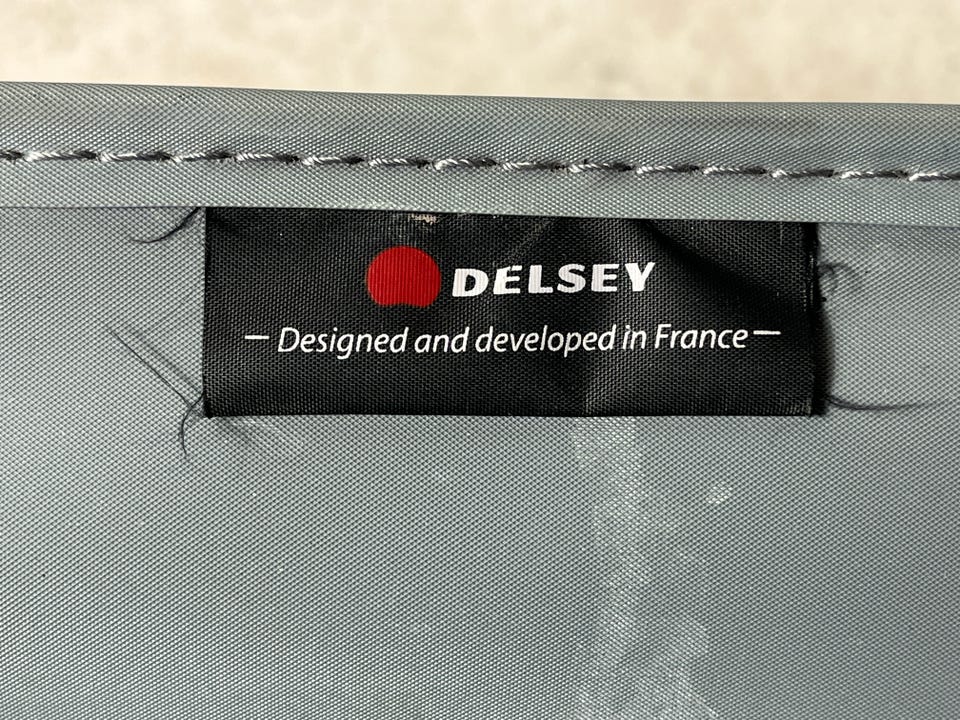 DELSEY
— Designed and developed in France —